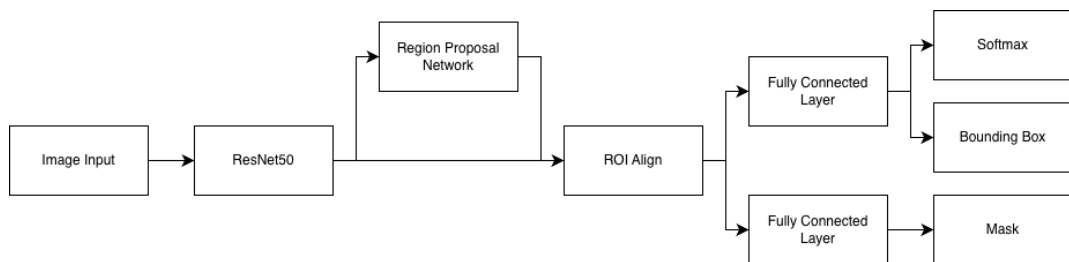 Region Proposal
Network
Softmax
Fully Connected
Layer
Bounding Box
Image Input
ResNet50
ROI Align
Fully Connected
Layer
Mask